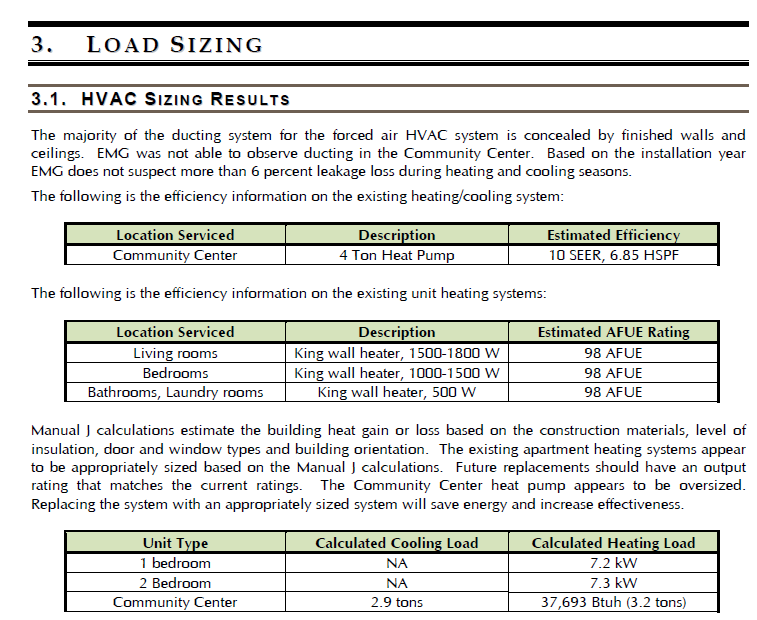 3. LOAD SIZING
3.1. HVAC SIZING RESULTS
The majority of the ducting system for the forced air HVAC system is concealed by finished walls and
ceilings. EMG was not able to observe ducting in the Community Center. Based on the installation year
EMG does not suspect more than 6 percent leakage loss during heating and cooling seasons.
The following is the efficiency information on the existing heating/cooling system:
Location Serviced Description Estimated Efficiency
Community Center 4 Ton Heat Pump 10 SEER, 6.85 HSPF
The following is the efficiency information on the existing unit heating systems:
Location Serviced Description Estimated AFUE Rating
Living rooms King wall heater, 1500-1800 W 98 AFUE
Bedrooms King wall heater, 1000-1500 W 98 AFUE
Bathrooms, Laundry rooms King wall heater, 500 W 98 AFUE
Manual J calculations estimate the building heat gain or loss based on the construction materials, level of
insulation, door and window types and building orientation. The existing apartment heating systems appear
to be appropriately sized based on the Manual J calculations. Future replacements should have an output
rating that matches the current ratings. The Community Center heat pump appears to be oversized.
Replacing the system with an appropriately sized system will save energy and increase effectiveness.
Unit Type Calculated Cooling Load Calculated Heating Load
1 bedroom NA 7.2 kW
2 Bedroom NA 7.3 kW
Community Center 2.9 tons 37,693 Btuh (3.2 tons)